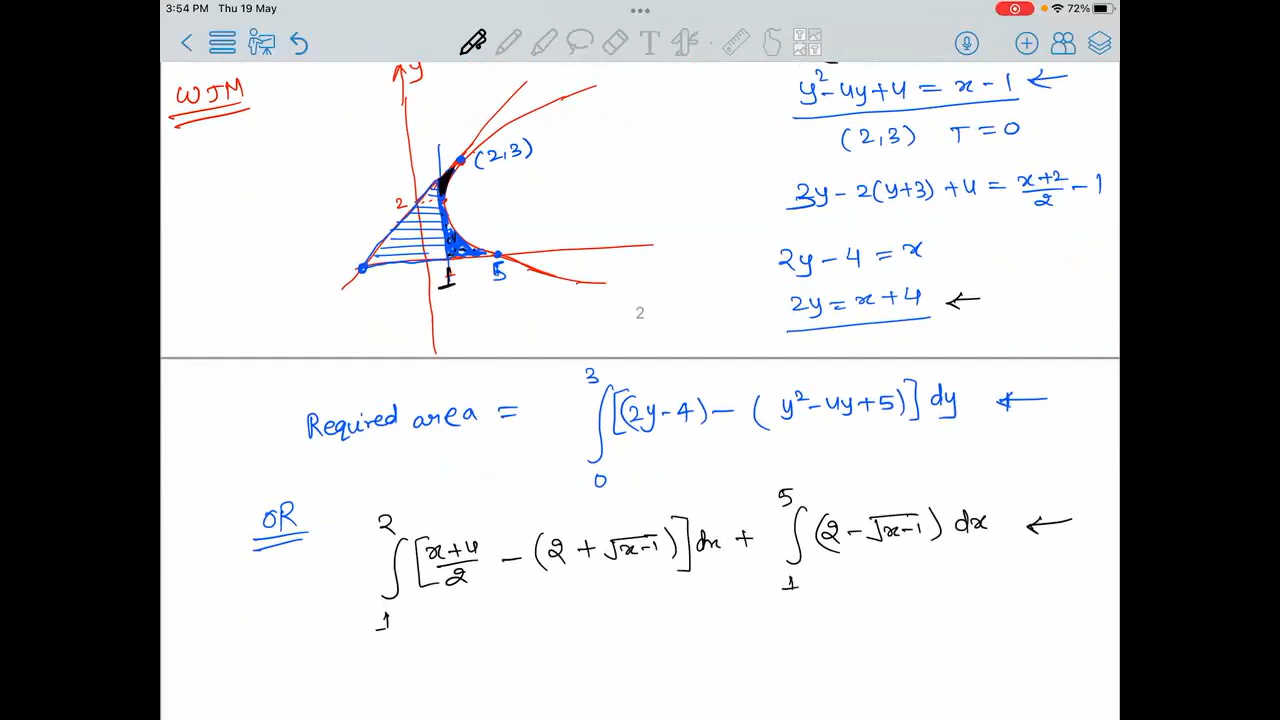 3:54 PM Thu 19 May
72%
WJM
y
(2,3)
2
1
5
y² - 4y + 4 = x - 1 ←
(2,3) T = 0
3y - 2(y+3) + 4 = (x+2)/2 - 1
2y - 4 = x
2y = x + 4 ←
2
Required area = ∫₀³ [(2y-4) - (y² - 4y + 5)] dy ←
OR
∫₁² [(x+4)/2 - (2 + √(x-1))] dx + ∫₁⁵ (2 - √(x-1)) dx ←